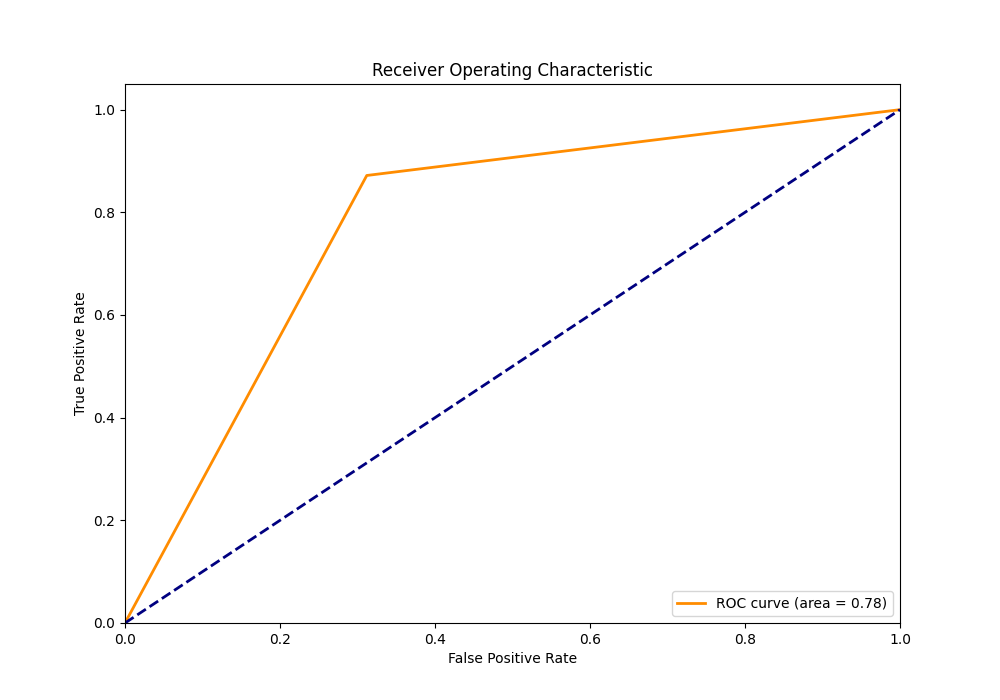 Receiver Operating Characteristic
True Positive Rate
1.0
0.8
0.6
0.4
0.2
0.0
ROC curve (area = 0.78)
0.0 0.2 0.4 0.6 0.8 1.0
False Positive Rate